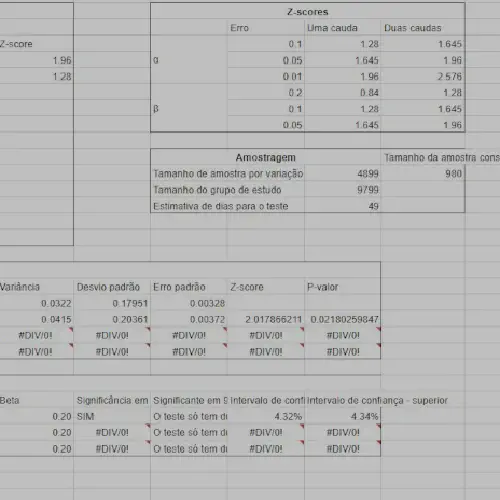 Z-scores
Erro Uma cauda Duas caudas
Z-score 0.1 1.28 1.645
1.96 α 0.05 1.645 1.96
1.28 0.01 1.96 2.576
0.2 0.84 1.28
β 0.1 1.28 1.645
0.05 1.645 1.96
Amostragem Tamanho da amostra cons
Tamanho de amostra por variação 4899 980
Tamanho do grupo de estudo 9799
Estimativa de dias para o teste 49
Variância Desvio padrão Erro padrão Z-score P-valor
0.0322 0.17951 0.00328
0.0415 0.20361 0.00372 2.017866211 0.02180259847
#DIV/0! #DIV/0! #DIV/0! #DIV/0! #DIV/0!
#DIV/0! #DIV/0! #DIV/0! #DIV/0! #DIV/0!
Beta Significância em Significante em 9 Intervalo de confi Intervalo de confiança - superior
0.20 SIM O teste só tem di 4.32% 4.34%
0.20 #DIV/0! O teste só tem di #DIV/0! #DIV/0!
0.20 #DIV/0! O teste só tem di #DIV/0! #DIV/0!